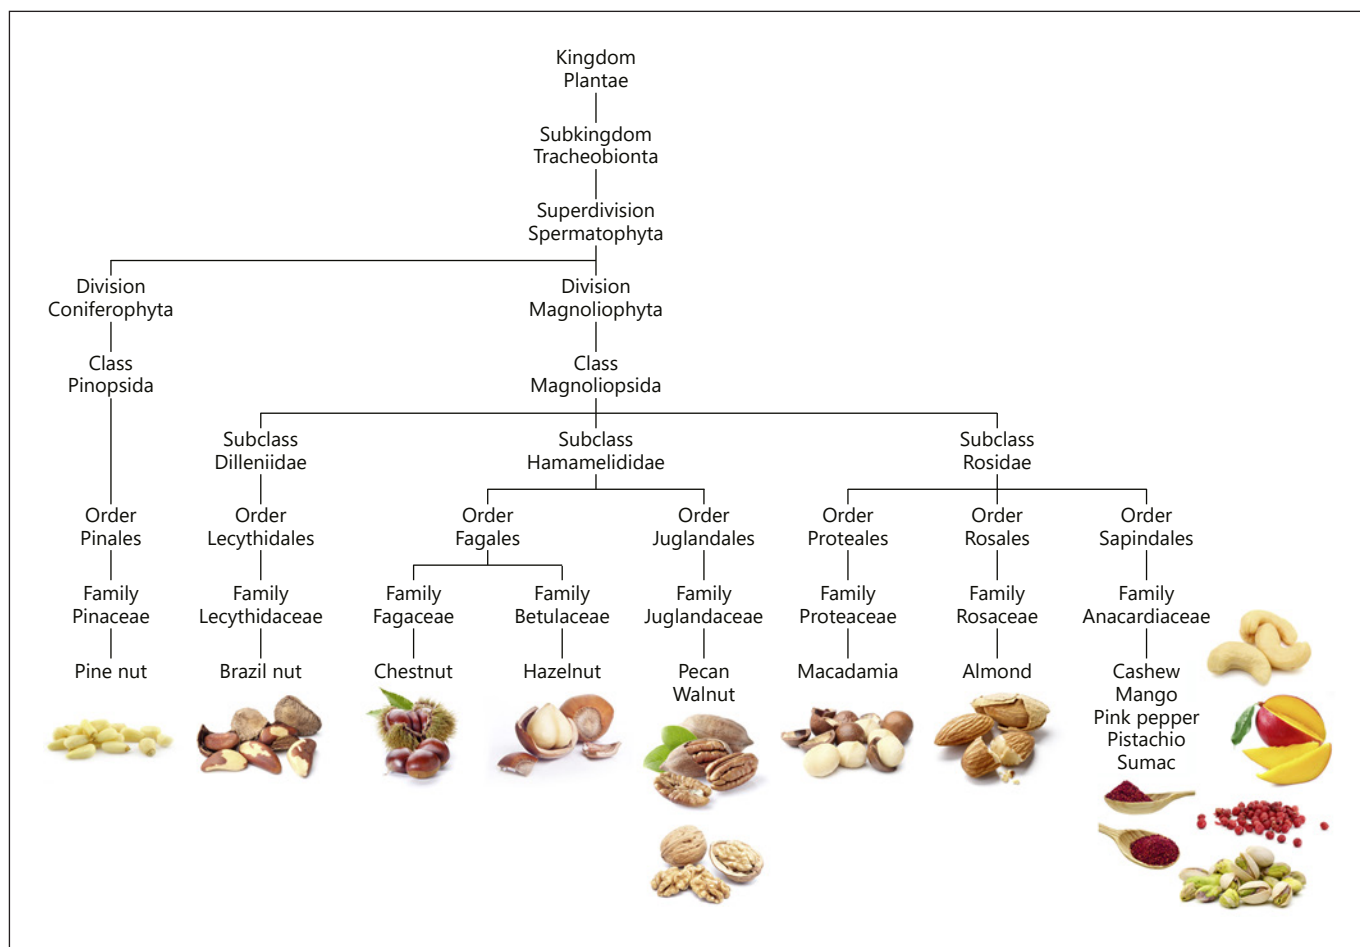 Kingdom
Plantae
Subkingdom
Tracheobionta
Superdivision
Spermatophyta
Division
Coniferophyta
Division
Magnoliophyta
Class
Pinopsida
Class
Magnoliopsida
Subclass
Dilleniidae
Subclass
Hamamelididae
Subclass
Rosidae
Order
Pinales
Order
Lecythidales
Order
Fagales
Order
Juglandales
Order
Proteales
Order
Rosales
Order
Sapindales
Family
Pinaceae
Family
Lecythidaceae
Family
Fagaceae
Family
Betulaceae
Family
Juglandaceae
Family
Proteaceae
Family
Rosaceae
Family
Anacardiaceae
Pine nut
Brazil nut
Chestnut
Hazelnut
Pecan
Walnut
Macadamia
Almond
Cashew
Mango
Pink pepper
Pistachio
Sumac